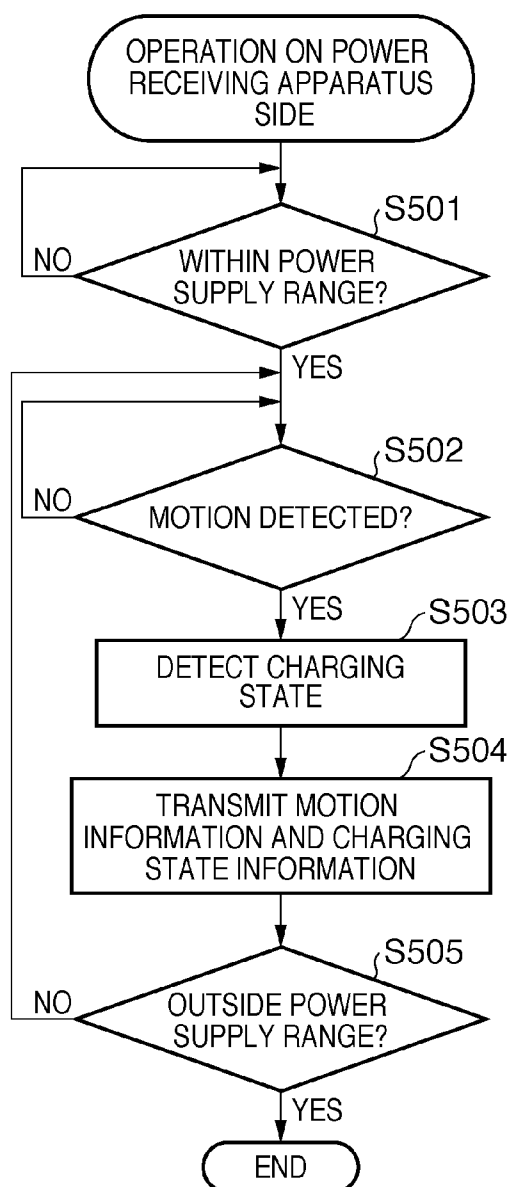 OPERATION ON POWER
RECEIVING APPARATUS
SIDE
S501
NO
WITHIN POWER
SUPPLY RANGE?
YES
S502
NO
MOTION DETECTED?
YES
S503
DETECT CHARGING
STATE
S504
TRANSMIT MOTION
INFORMATION AND CHARGING
STATE INFORMATION
S505
NO
OUTSIDE POWER
SUPPLY RANGE?
YES
END